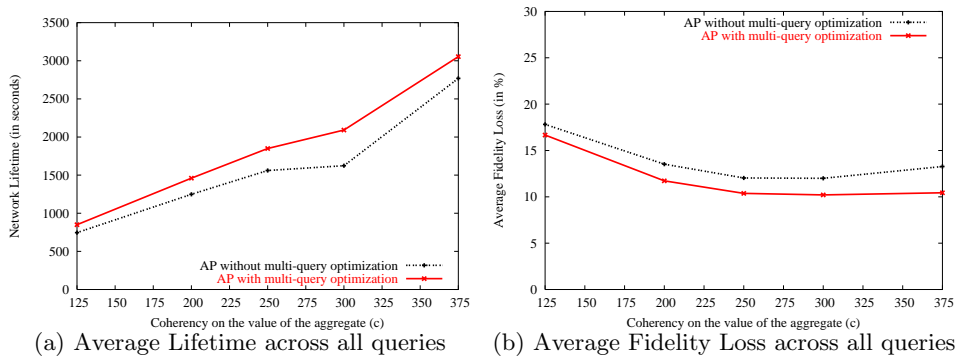 3500
3000
2500
2000
1500
1000
500
0
Network Lifetime (in seconds)
AP without multi-query optimization
AP with multi-query optimization
125 150 175 200 225 250 275 300 325 350 375
Coherency on the value of the aggregate (c)
(a) Average Lifetime across all queries
30
25
20
15
10
5
0
Average Fidelity Loss (in %)
AP without multi-query optimization
AP with multi-query optimization
125 150 175 200 225 250 275 300 325 350 375
Coherency on the value of the aggregate (c)
(b) Average Fidelity Loss across all queries